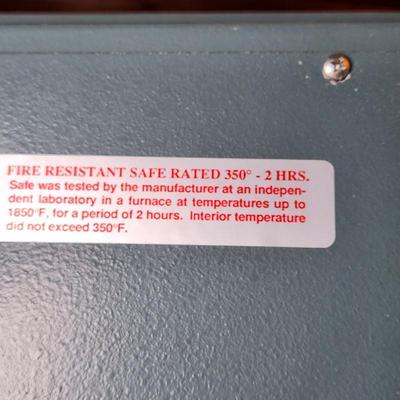 FIRE RESISTANT SAFE RATED 350° - 2 HRS.
Safe was tested by the manufacturer at an indepen-
dent laboratory in a furnace at temperatures up to
1850°F, for a period of 2 hours. Interior temperature
did not exceed 350°F.